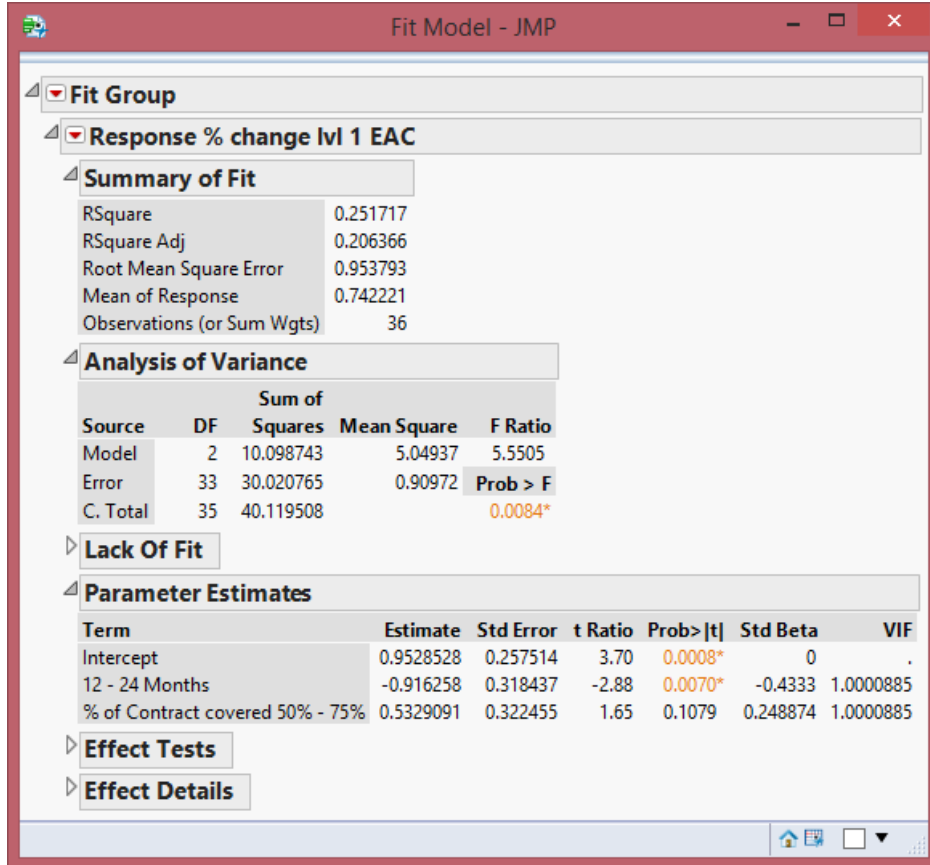 Fit Model - JMP
Fit Group
Response % change lvl 1 EAC
Summary of Fit
RSquare 0.251717
RSquare Adj 0.206366
Root Mean Square Error 0.953793
Mean of Response 0.742221
Observations (or Sum Wgts) 36
Analysis of Variance
Sum of
Source DF Squares Mean Square F Ratio
Model 2 10.098743 5.04937 5.5505
Error 33 30.020765 0.90972 Prob > F
C. Total 35 40.119508 0.0084*
Lack Of Fit
Parameter Estimates
Term Estimate Std Error t Ratio Prob>|t| Std Beta VIF
Intercept 0.9528528 0.257514 3.70 0.0008* 0 .
12 - 24 Months -0.916258 0.318437 -2.88 0.0070* -0.4333 1.0000885
% of Contract covered 50% - 75% 0.5329091 0.322455 1.65 0.1079 0.248874 1.0000885
Effect Tests
Effect Details